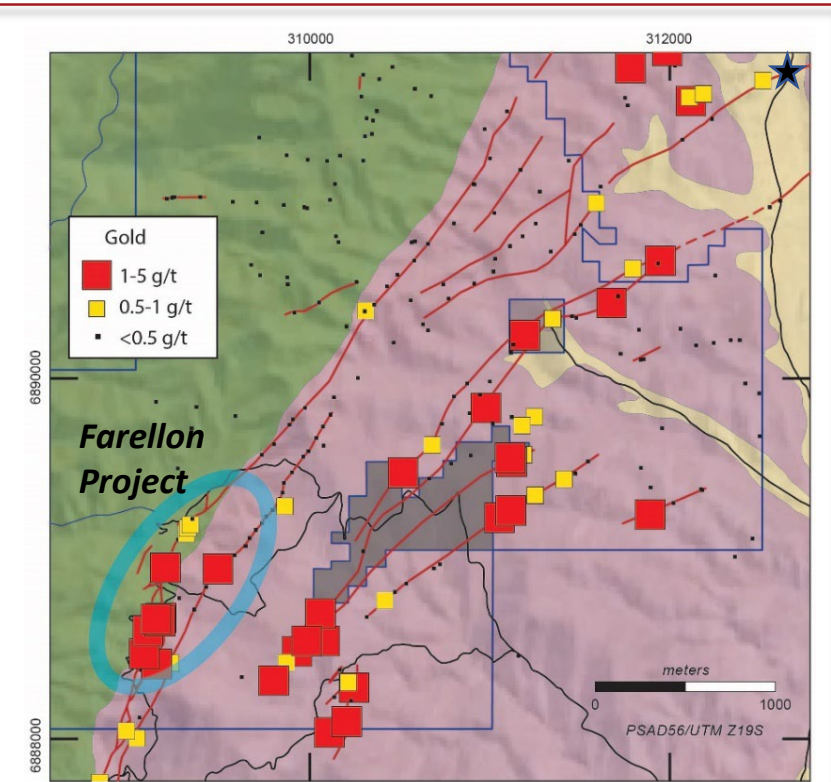 310000
312000
Gold
1-5 g/t
0.5-1 g/t
<0.5 g/t
6890000
Farellon
Project
6888000
meters
0
1000
PSAD56/UTM Z19S